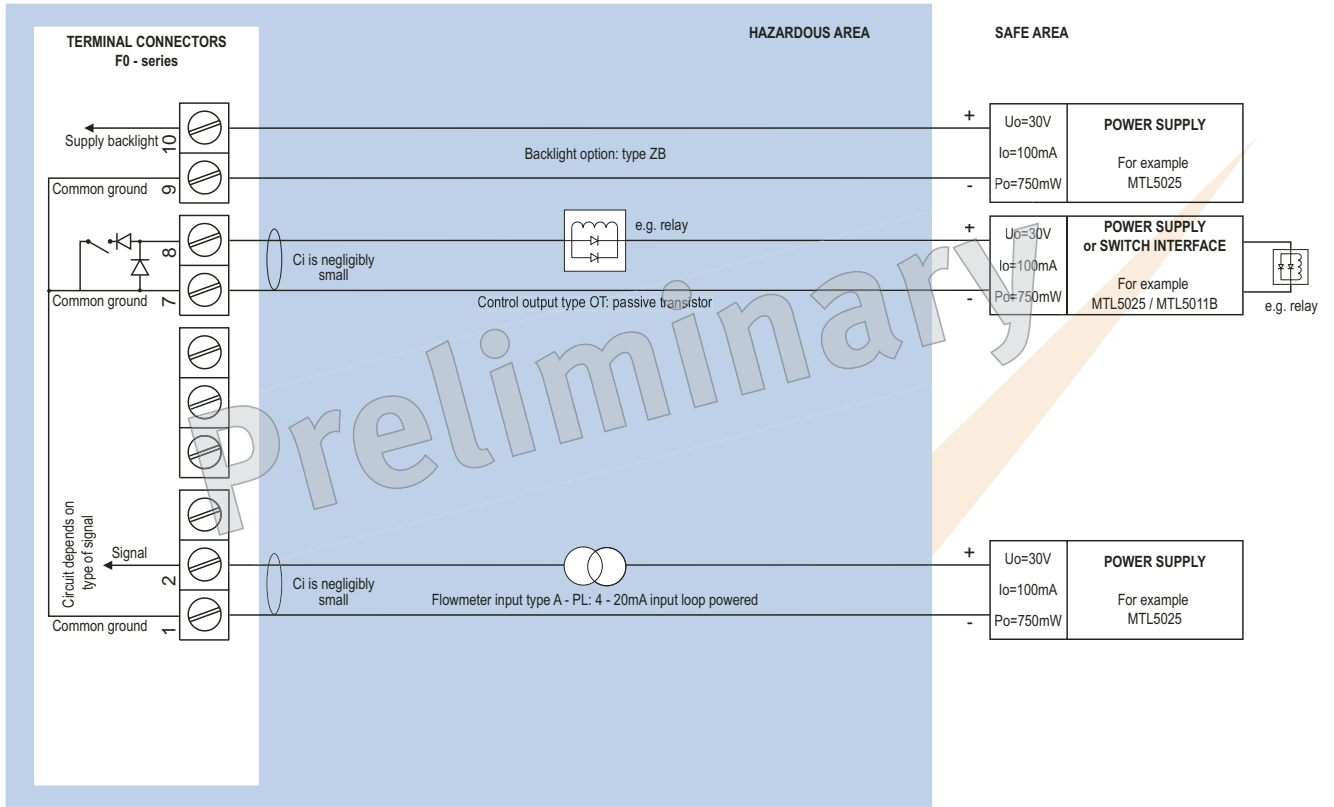 TERMINAL CONNECTORS
F0 - series
HAZARDOUS AREA
SAFE AREA
Supply backlight
10
Backlight option: type ZB
+
-
Uo=30V
Io=100mA
Po=750mW
POWER SUPPLY
For example
MTL5025
Common ground
9
8
Ci is negligibly
small
e.g. relay
+
-
Uo=30V
Io=100mA
Po=750mW
POWER SUPPLY
or SWITCH INTERFACE
For example
MTL5025 / MTL5011B
e.g. relay
Common ground
7
Control output type OT: passive transistor
Preliminary
Circuit depends on
type of signal
Signal
2
Ci is negligibly
small
Flowmeter input type A - PL: 4 - 20mA input loop powered
+
-
Uo=30V
Io=100mA
Po=750mW
POWER SUPPLY
For example
MTL5025
Common ground
1